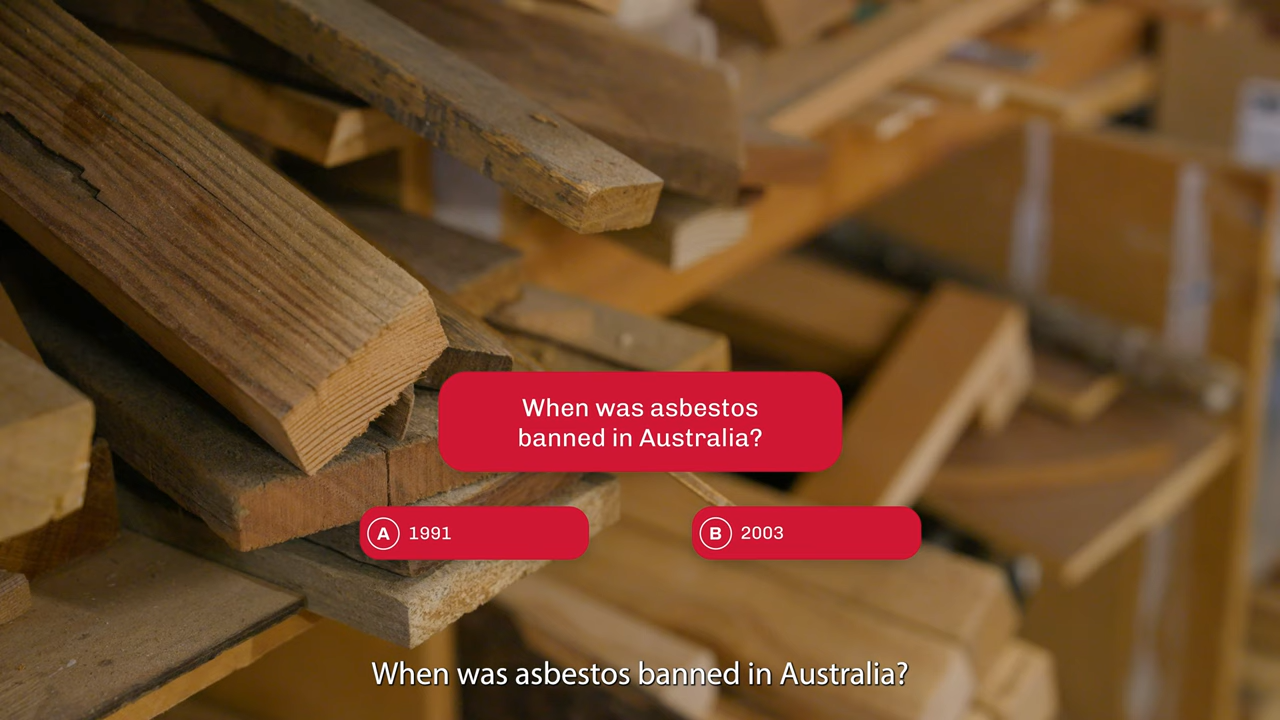 When was asbestos
banned in Australia?
A 1991
B 2003
When was asbestos banned in Australia?